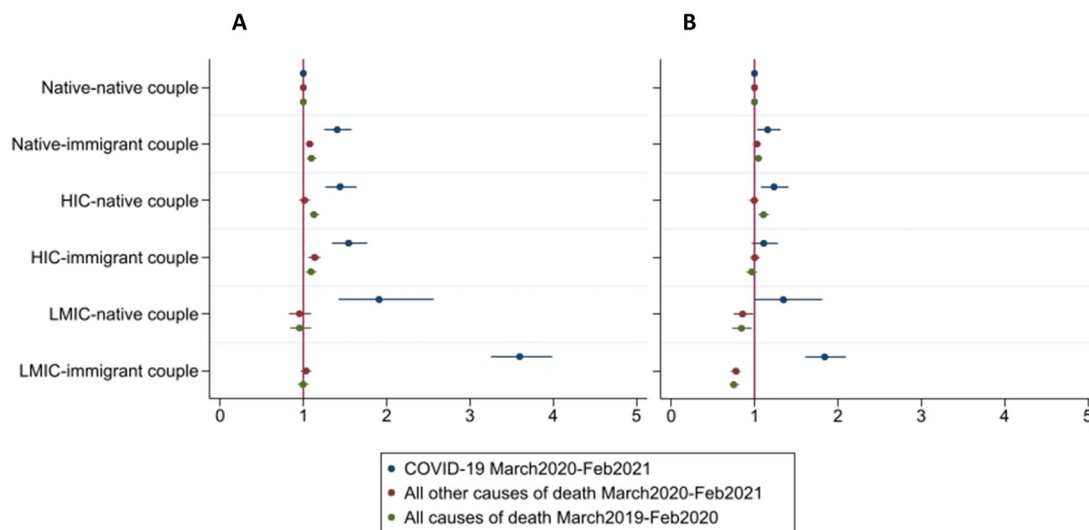 A B
Native-native couple
Native-immigrant couple
HIC-native couple
HIC-immigrant couple
LMIC-native couple
LMIC-immigrant couple
0 1 2 3 4 5 0 1 2 3 4 5
COVID-19 March2020-Feb2021
All other causes of death March2020-Feb2021
All causes of death March2019-Feb2020